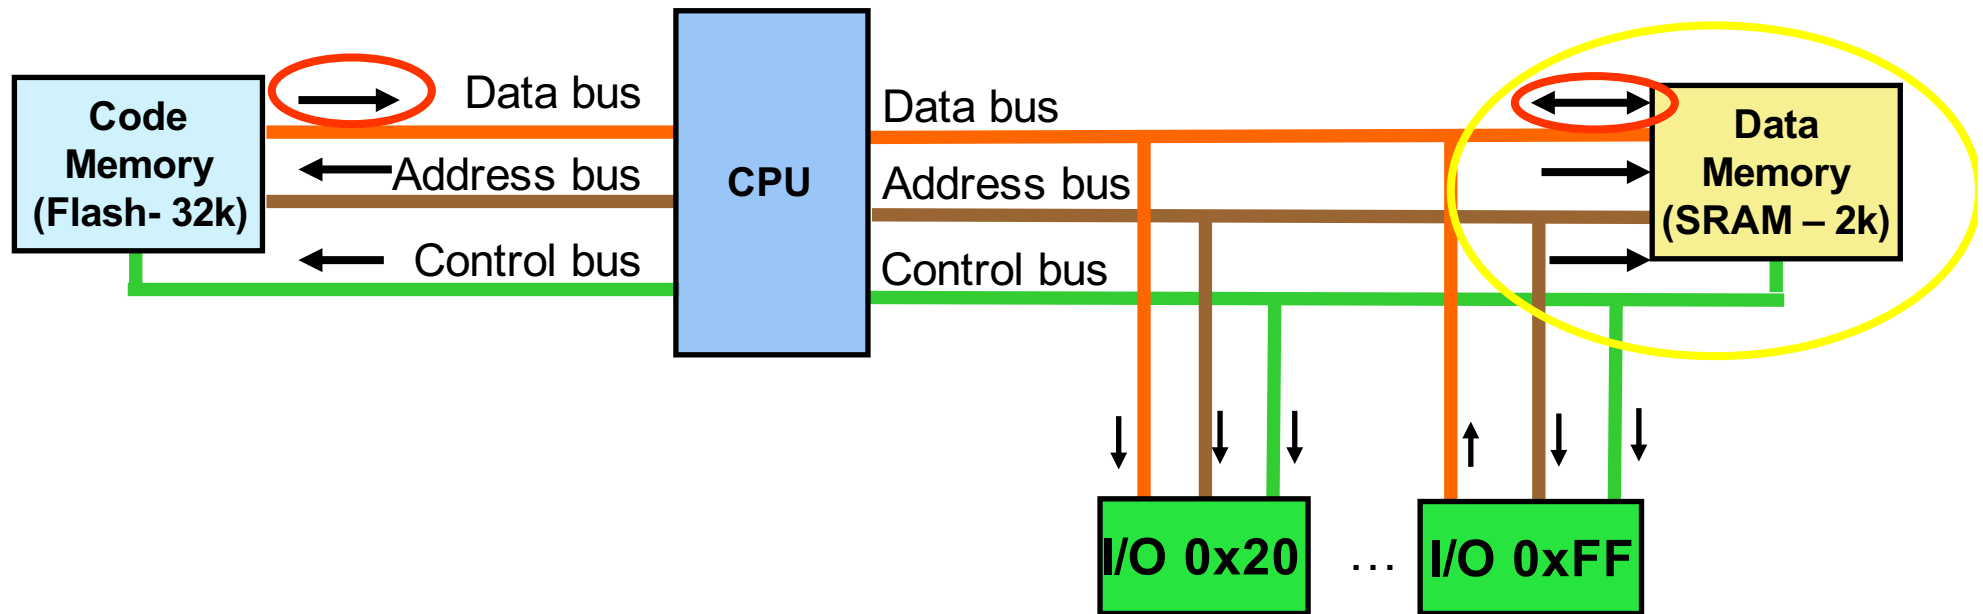 Code
Memory
(Flash- 32k)
Data bus
Address bus
Control bus
CPU
Data bus
Address bus
Control bus
Data
Memory
(SRAM – 2k)
I/O 0x20
...
I/O 0xFF